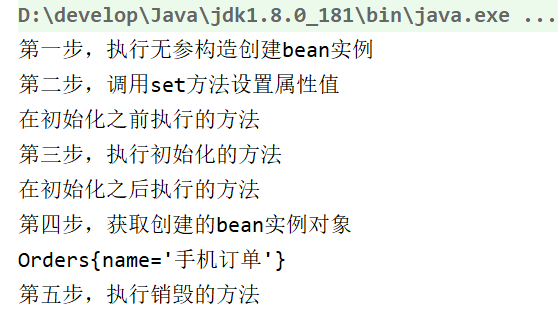 D:\develop\Java\jdk1.8.0_181\bin\java.exe ...
第一步，执行无参构造创建bean实例
第二步，调用set方法设置属性值
在初始化之前执行的方法
第三步，执行初始化的方法
在初始化之后执行的方法
第四步，获取创建的bean实例对象
Orders{name='手机订单'}
第五步，执行销毁的方法